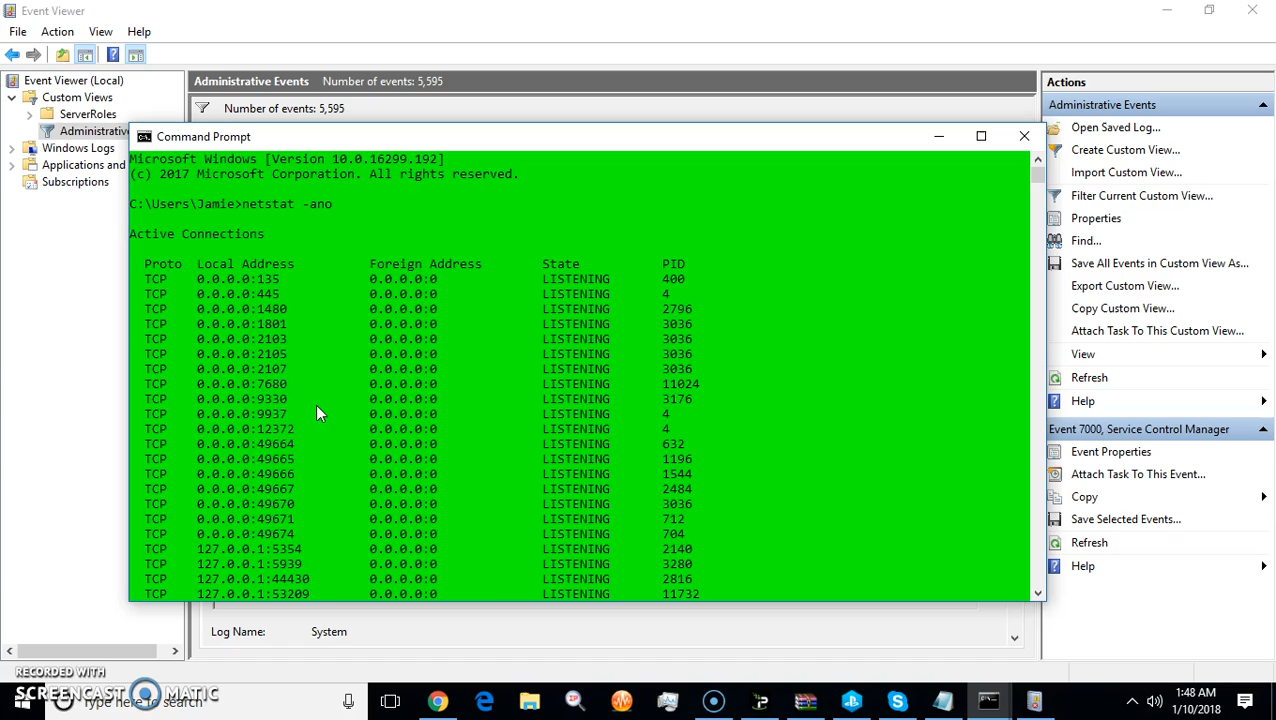 Event Viewer
File Action View Help
Event Viewer (Local)
Custom Views
ServerRoles
Administrative
Windows Logs
Applications and
Subscriptions
Administrative Events Number of events: 5,595
Number of events: 5,595
Command Prompt
Microsoft Windows [Version 10.0.16299.192]
(c) 2017 Microsoft Corporation. All rights reserved.
C:\Users\Jamie>netstat -ano
Active Connections
Proto Local Address Foreign Address State PID
TCP 0.0.0.0:135 0.0.0.0:0 LISTENING 400
TCP 0.0.0.0:445 0.0.0.0:0 LISTENING 4
TCP 0.0.0.0:1480 0.0.0.0:0 LISTENING 2796
TCP 0.0.0.0:1801 0.0.0.0:0 LISTENING 3036
TCP 0.0.0.0:2103 0.0.0.0:0 LISTENING 3036
TCP 0.0.0.0:2105 0.0.0.0:0 LISTENING 3036
TCP 0.0.0.0:2107 0.0.0.0:0 LISTENING 3036
TCP 0.0.0.0:7680 0.0.0.0:0 LISTENING 11024
TCP 0.0.0.0:9330 0.0.0.0:0 LISTENING 3176
TCP 0.0.0.0:9937 0.0.0.0:0 LISTENING 4
TCP 0.0.0.0:12372 0.0.0.0:0 LISTENING 4
TCP 0.0.0.0:49664 0.0.0.0:0 LISTENING 632
TCP 0.0.0.0:49665 0.0.0.0:0 LISTENING 1196
TCP 0.0.0.0:49666 0.0.0.0:0 LISTENING 1544
TCP 0.0.0.0:49667 0.0.0.0:0 LISTENING 2484
TCP 0.0.0.0:49670 0.0.0.0:0 LISTENING 3036
TCP 0.0.0.0:49671 0.0.0.0:0 LISTENING 712
TCP 0.0.0.0:49674 0.0.0.0:0 LISTENING 704
TCP 127.0.0.1:5354 0.0.0.0:0 LISTENING 2140
TCP 127.0.0.1:5939 0.0.0.0:0 LISTENING 3280
TCP 127.0.0.1:44430 0.0.0.0:0 LISTENING 2816
TCP 127.0.0.1:53209 0.0.0.0:0 LISTENING 11732
Log Name: System
Actions
Administrative Events
Open Saved Log...
Create Custom View...
Import Custom View...
Filter Current Custom View...
Properties
Find...
Save All Events in Custom View As...
Export Custom View...
Copy Custom View...
Attach Task To This Custom View...
View
Refresh
Help
Event 7000, Service Control Manager
Event Properties
Attach Task To This Event...
Copy
Save Selected Events...
Refresh
Help
RECORDED WITH
SCREENCAST MATIC
Type here to search
1:48 AM
1/10/2018